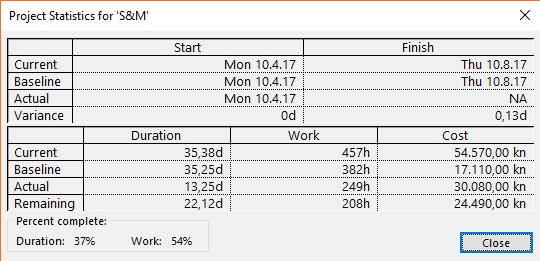 Project Statistics for 'S&M'
Start Finish
Current Mon 10.4.17 Thu 10.8.17
Baseline Mon 10.4.17 Thu 10.8.17
Actual Mon 10.4.17 NA
Variance 0d 0,13d
Duration Work Cost
Current 35,38d 457h 54.570,00 kn
Baseline 35,25d 382h 17.110,00 kn
Actual 13,25d 249h 30.080,00 kn
Remaining 22,12d 208h 24.490,00 kn
Percent complete:
Duration: 37% Work: 54%
Close